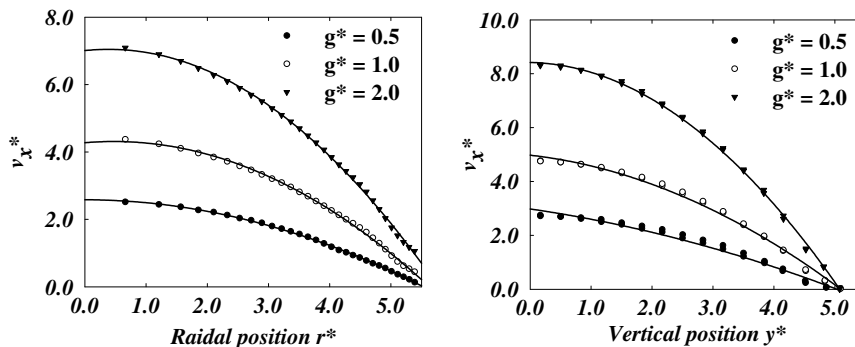 8.0
6.0
4.0
2.0
0.0
v_x*
g* = 0.5
g* = 1.0
g* = 2.0
0.0 1.0 2.0 3.0 4.0 5.0
Raidal position r*
10.0
8.0
6.0
4.0
2.0
0.0
v_x*
g* = 0.5
g* = 1.0
g* = 2.0
0.0 1.0 2.0 3.0 4.0 5.0
Vertical position y*